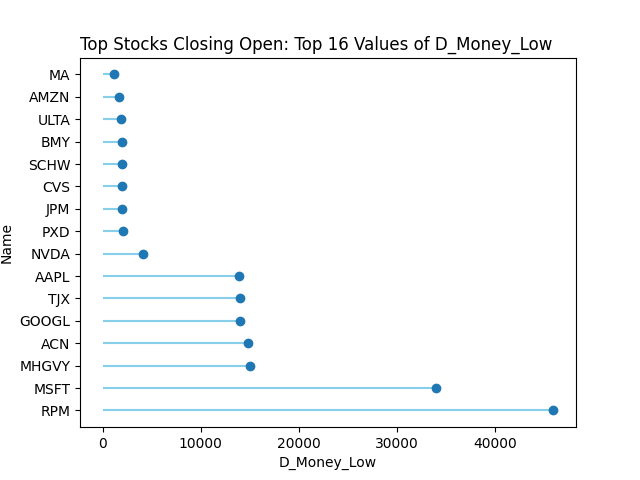 Top Stocks Closing Open: Top 16 Values of D_Money_Low
MA
AMZN
ULTA
BMY
SCHW
CVS
JPM
PXD
NVDA
AAPL
TJX
GOOGL
ACN
MHGVY
MSFT
RPM
Name
0 10000 20000 30000 40000
D_Money_Low